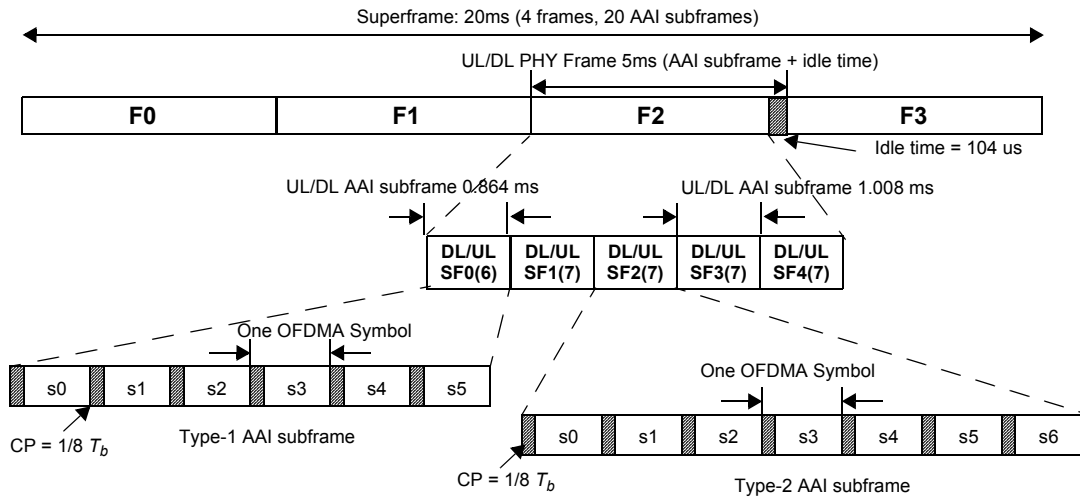 Superframe: 20ms (4 frames, 20 AAI subframes)
UL/DL PHY Frame 5ms (AAI subframe + idle time)
F0 F1 F2 F3
Idle time = 104 us
UL/DL AAI subframe 0.864 ms UL/DL AAI subframe 1.008 ms
DL/UL DL/UL DL/UL DL/UL DL/UL
SF0(6) SF1(7) SF2(7) SF3(7) SF4(7)
One OFDMA Symbol
s0 s1 s2 s3 s4 s5
CP = 1/8 T_b
Type-1 AAI subframe
One OFDMA Symbol
s0 s1 s2 s3 s4 s5 s6
CP = 1/8 T_b
Type-2 AAI subframe